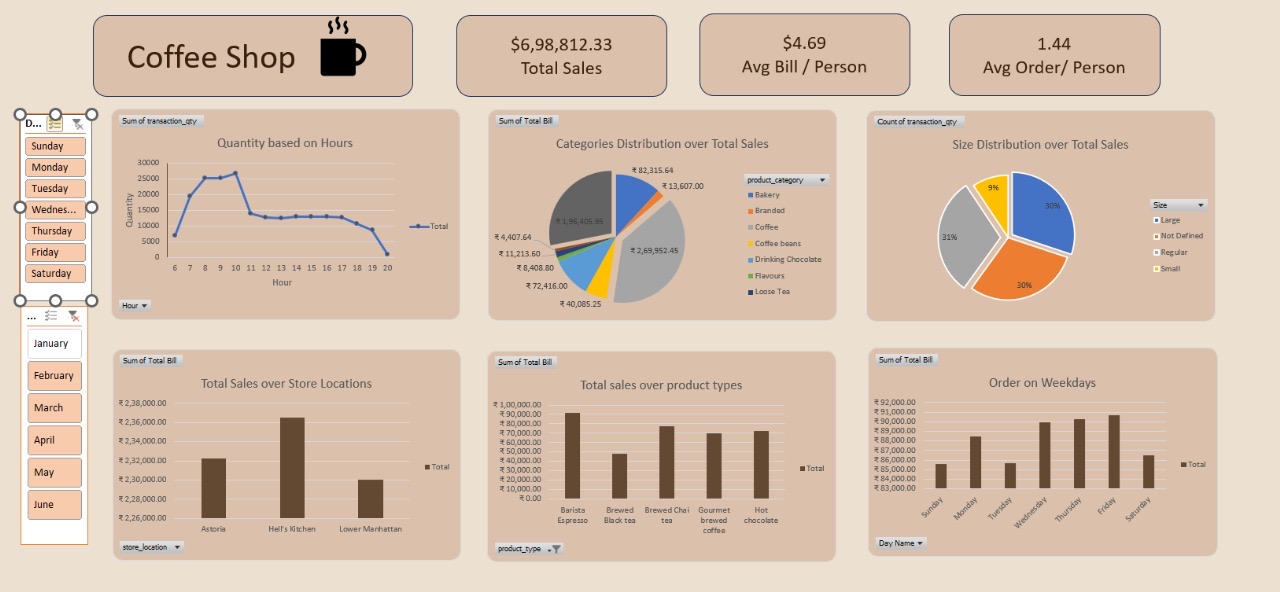 Coffee Shop
$6,98,812.33
Total Sales
$4.69
Avg Bill / Person
1.44
Avg Order/ Person
D...
Sunday
Monday
Tuesday
Wednes...
Thursday
Friday
Saturday
...
January
February
March
April
May
June
Sum of transaction_qty
Quantity based on Hours
Quantity
30000
25000
20000
15000
10000
5000
0
6 7 8 9 10 11 12 13 14 15 16 17 18 19 20
Hour
Total
Hour
Sum of Total Bill
Categories Distribution over Total Sales
₹ 82,315.64
₹ 13,607.00
₹ 2,69,952.45
₹ 40,085.25
₹ 72,416.00
₹ 8,408.80
₹ 11,213.60
₹ 4,407.64
₹ 1,96,405.95
product_category
Bakery
Branded
Coffee
Coffee beans
Drinking Chocolate
Flavours
Loose Tea
Count of transaction_qty
Size Distribution over Total Sales
30%
30%
31%
9%
Size
Large
Not Defined
Regular
Small
Sum of Total Bill
Total Sales over Store Locations
₹ 2,38,000.00
₹ 2,36,000.00
₹ 2,34,000.00
₹ 2,32,000.00
₹ 2,30,000.00
₹ 2,28,000.00
₹ 2,26,000.00
Astoria Hell's Kitchen Lower Manhattan
Total
store_location
Sum of Total Bill
Total sales over product types
₹ 1,00,000.00
₹ 90,000.00
₹ 80,000.00
₹ 70,000.00
₹ 60,000.00
₹ 50,000.00
₹ 40,000.00
₹ 30,000.00
₹ 20,000.00
₹ 10,000.00
₹ 0.00
Barista Espresso
Brewed Black tea
Brewed Chai tea
Gourmet brewed coffee
Hot chocolate
Total
product_type
Sum of Total Bill
Order on Weekdays
₹ 92,000.00
₹ 91,000.00
₹ 90,000.00
₹ 89,000.00
₹ 88,000.00
₹ 87,000.00
₹ 86,000.00
₹ 85,000.00
₹ 84,000.00
₹ 83,000.00
Sunday Monday Tuesday Wednesday Thursday Friday Saturday
Total
Day Name